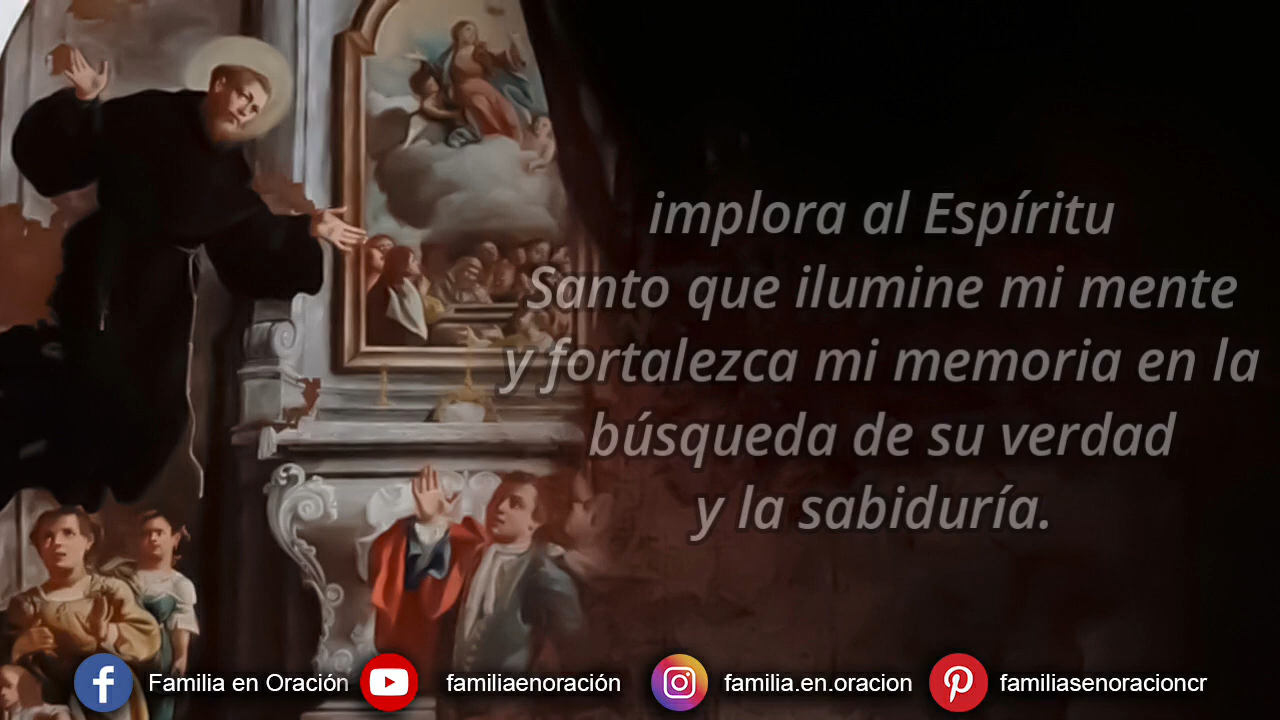 implora al Espíritu
Santo que ilumine mi mente
y fortalezca mi memoria en la
búsqueda de su verdad
y la sabiduría.
Familia en Oración
familiaenoración
familia.en.oracion
familiasenoracioncr